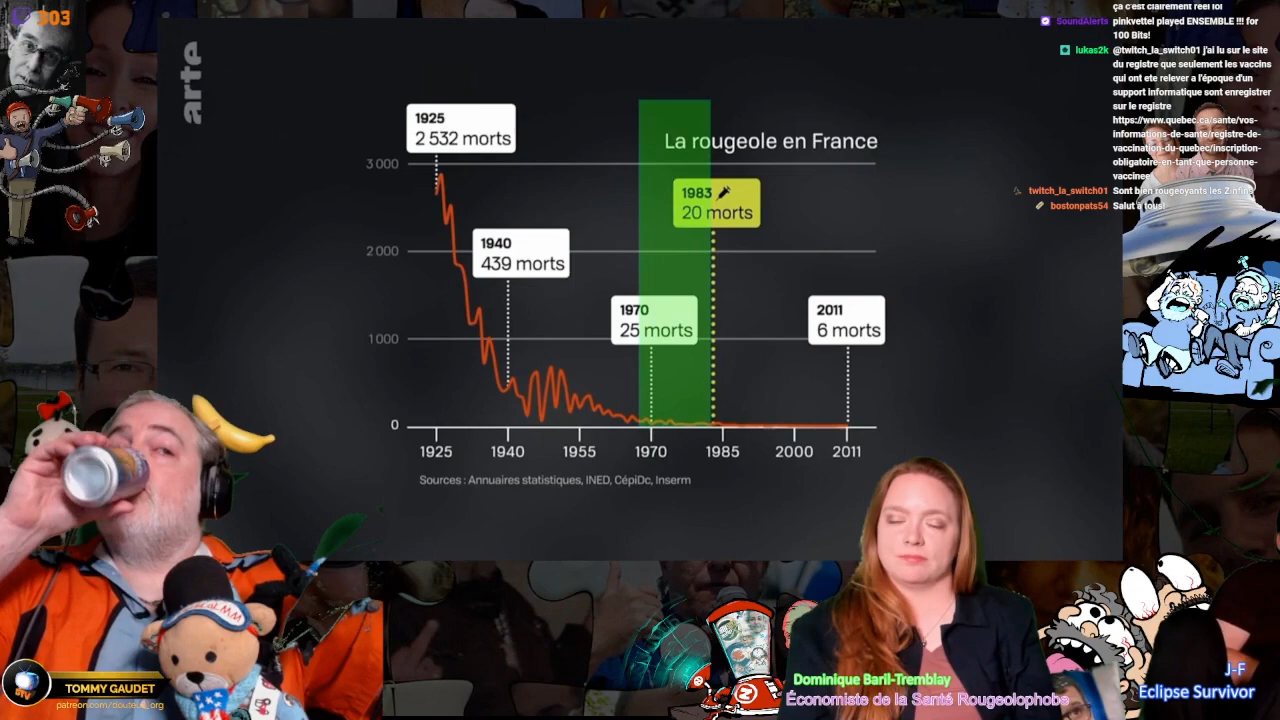 303
arte
1925
2 532 morts
La rougeole en France
3 000
1983
20 morts
1940
439 morts
2 000
1970
25 morts
2011
6 morts
1 000
0
1925 1940 1955 1970 1985 2000 2011
Sources : Annuaires statistiques, INED, CépiDc, Inserm
ça c'est clairement réel loi
SoundAlerts
pinkvettel played ENSEMBLE !!! for
100 Bits!
lukas2k @twitch_la_switch01 j'ai lu sur le site
du registre que seulement les vaccins
qui ont ete relever a l'époque d'un
support informatique sont enregistrer
sur le registre
https://www.quebec.ca/sante/vos-
informations-de-sante/registre-de-
vaccination-du-quebec/inscription-
obligatoire-en-tant-que-personne-
vaccinee
twitch_la_switch01 Sont bien rougeoyants les Z'infin
bostonpats54 Salut à tous!
TOMMY GAUDET
Dominique Baril-Tremblay
Économiste de la Santé Rougeolophobe
J-F
Eclipse Survivor